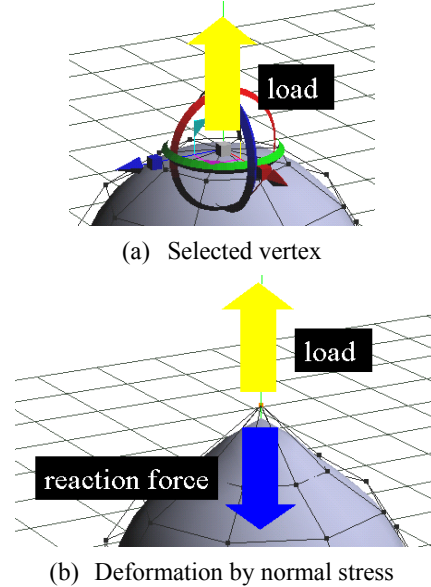 load
(a) Selected vertex
load
reaction force
(b) Deformation by normal stress